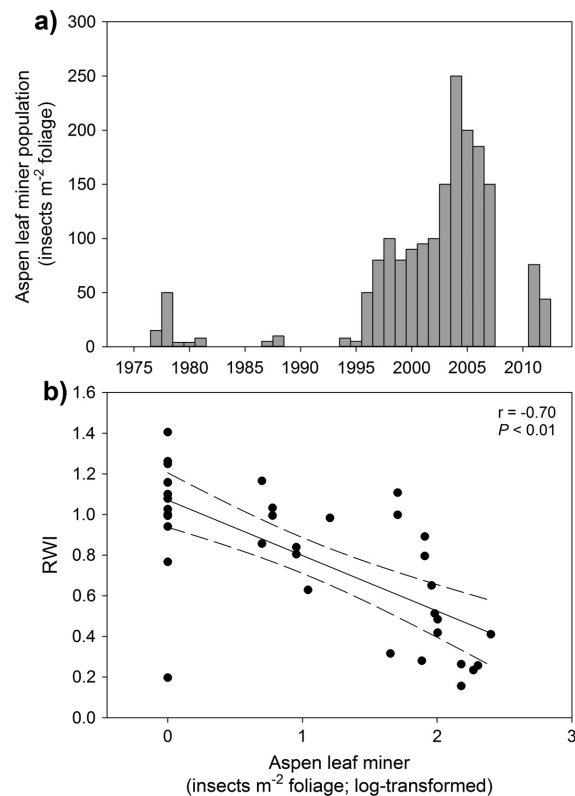 a)
Aspen leaf miner population
(insects m⁻² foliage)
300
250
200
150
100
50
0
1975 1980 1985 1990 1995 2000 2005 2010
b)
r = -0.70
P < 0.01
RWI
1.6
1.4
1.2
1.0
0.8
0.6
0.4
0.2
0.0
0 1 2 3
Aspen leaf miner
(insects m⁻² foliage; log-transformed)